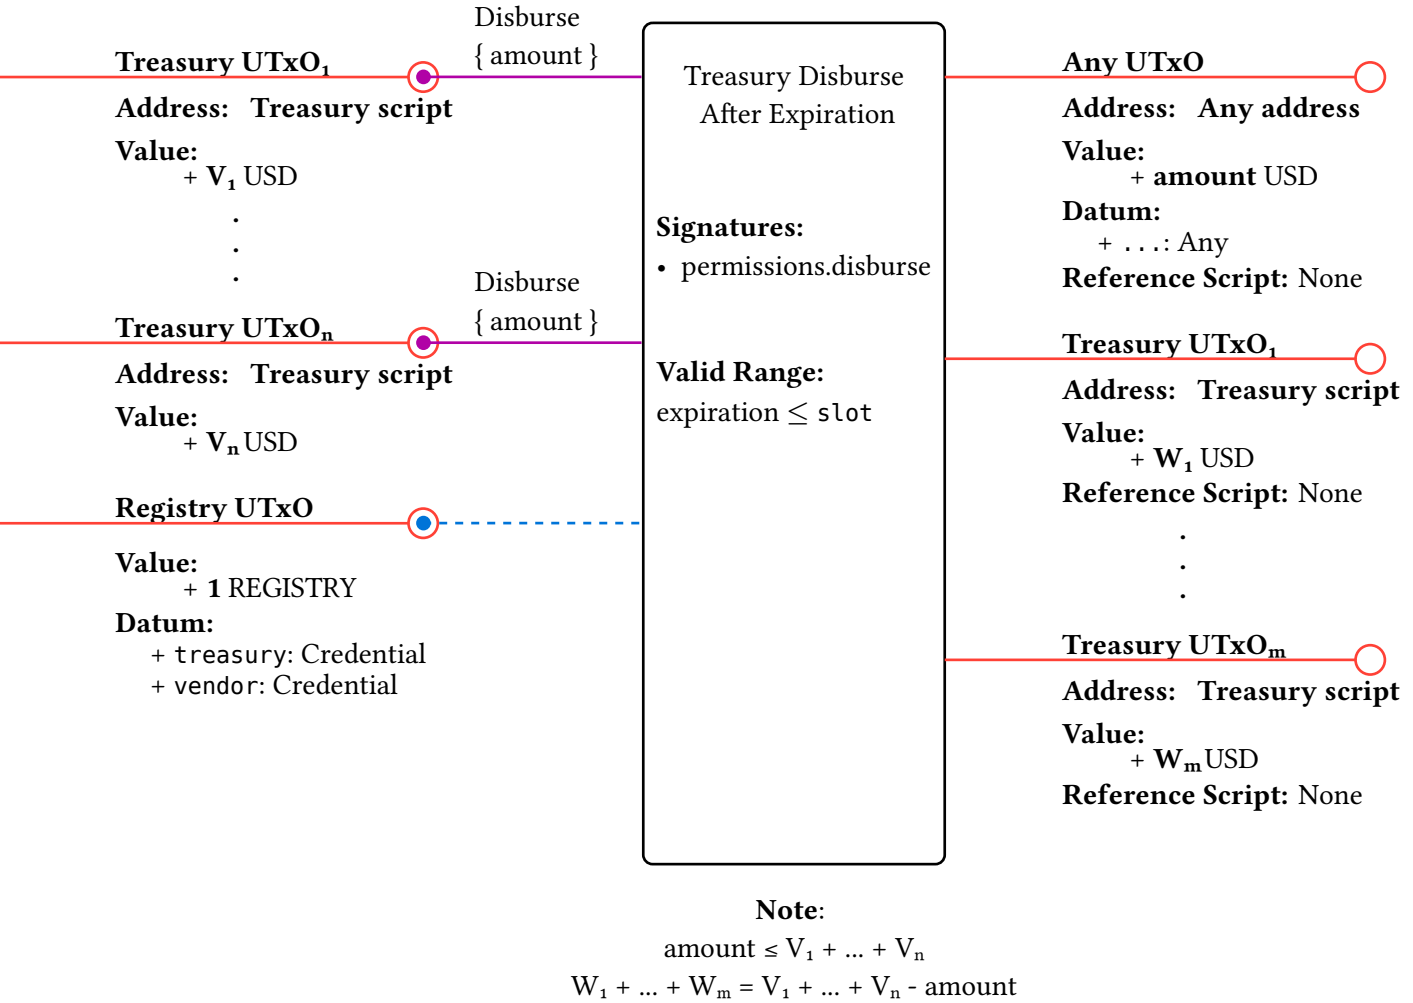 Treasury UTxO₁
Address: Treasury script
Value:
+ V₁ USD
.
.
.
Disburse
{ amount }
Treasury UTxOₙ
Address: Treasury script
Value:
+ Vₙ USD
Disburse
{ amount }
Registry UTxO
Value:
+ 1 REGISTRY
Datum:
+ treasury: Credential
+ vendor: Credential
Treasury Disburse
After Expiration
Signatures:
• permissions.disburse
Valid Range:
expiration ≤ slot
Any UTxO
Address: Any address
Value:
+ amount USD
Datum:
+ ...: Any
Reference Script: None
Treasury UTxO₁
Address: Treasury script
Value:
+ W₁ USD
Reference Script: None
.
.
.
Treasury UTxOₘ
Address: Treasury script
Value:
+ Wₘ USD
Reference Script: None
Note:
amount ≤ V₁ + ... + Vₙ
W₁ + ... + Wₘ = V₁ + ... + Vₙ - amount